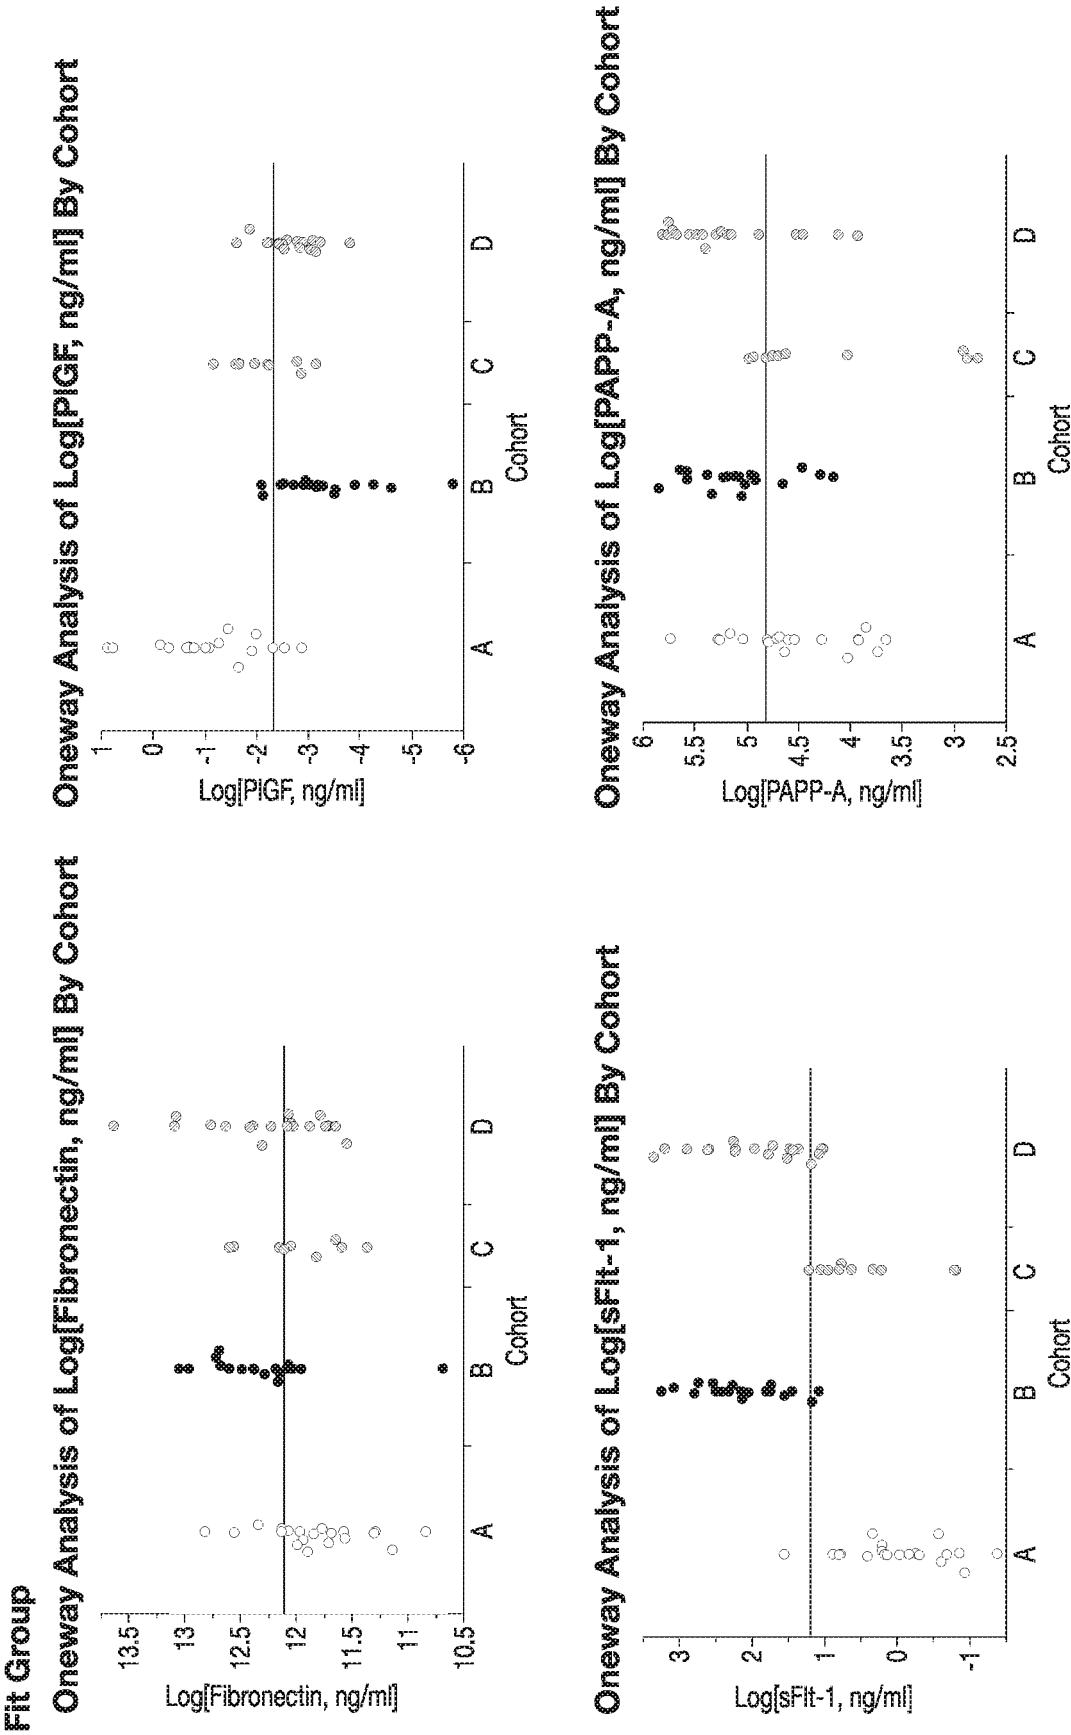 Fit Group
Oneway Analysis of Log[Fibronectin, ng/ml] By Cohort
Log[Fibronectin, ng/ml]
13.5
13
12.5
12
11.5
11
10.5
A
B
C
D
Cohort
Oneway Analysis of Log[PlGF, ng/ml] By Cohort
Log[PlGF, ng/ml]
1
0
-1
-2
-3
-4
-5
-6
A
B
C
D
Cohort
Oneway Analysis of Log[sFlt-1, ng/ml] By Cohort
Log[sFlt-1, ng/ml]
3
2
1
0
-1
A
B
C
D
Cohort
Oneway Analysis of Log[PAPP-A, ng/ml] By Cohort
Log[PAPP-A, ng/ml]
6
5.5
5
4.5
4
3.5
3
2.5
A
B
C
D
Cohort